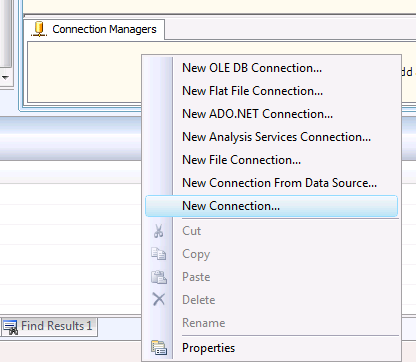 Connection Managers
New OLE DB Connection...
New Flat File Connection...
dd a
New ADO.NET Connection...
New Analysis Services Connection...
New File Connection...
New Connection From Data Source...
New Connection...
Cut
Copy
Paste
Delete
Rename
Find Results 1
Properties